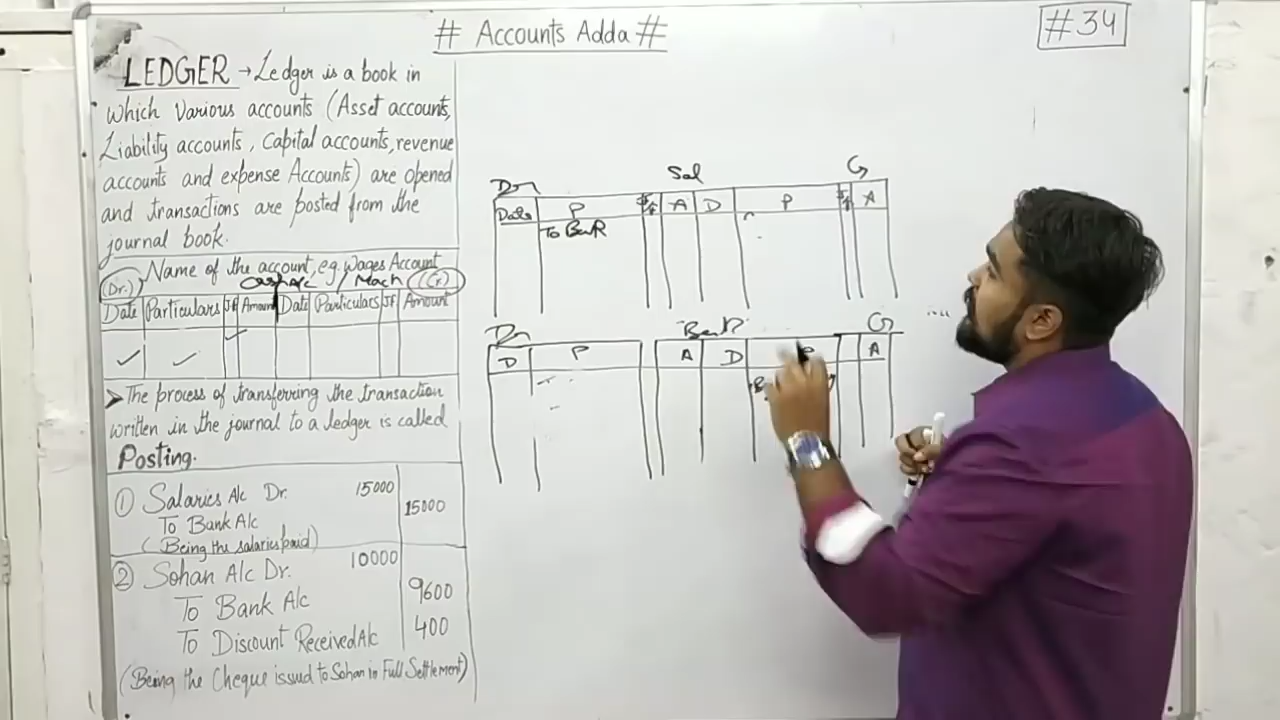 # Accounts Adda #
#34
LEDGER → Ledger is a book in
which various accounts (Asset accounts,
Liability accounts, Capital accounts, revenue
accounts and expense Accounts) are opened
and transactions are posted from the
journal book.
Name of the account, e.g. Wages Account
(Dr.) Cash A/c / Mach (Cr)
Date Particulars JF Amount Date Particulars JF Amount
➤ The process of transferring the transaction
written in the journal to a ledger is called
Posting.
① Salaries A/c Dr. 15000
To Bank A/c 15000
(Being the salaries paid)
② Sohan A/c Dr. 10000
To Bank A/c 9600
To Discount Received A/c 400
(Being the Cheque issued to Sohan in Full Settlement)
Dr Sal Cr
Date P A D P A
To Bank
Dr Bank Cr
D P A D P A